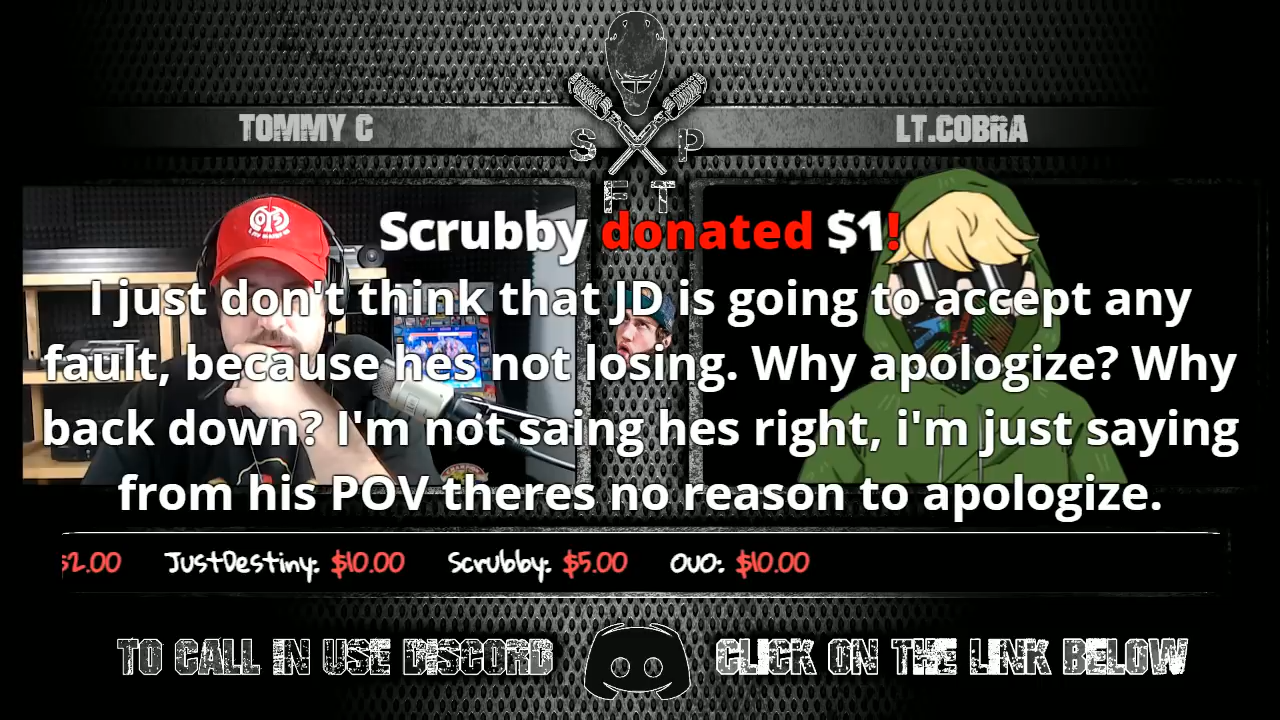 TOMMY C
LT.COBRA
S P
F T
Scrubby donated $1!
I just don't think that JD is going to accept any
fault, because hes not losing. Why apologize? Why
back down? I'm not saing hes right, i'm just saying
from his POV theres no reason to apologize.
$2.00 JustDestiny: $10.00 Scrubby: $5.00 OUO: $10.00
TO CALL IN USE DISCORD
CLICK ON THE LINK BELOW